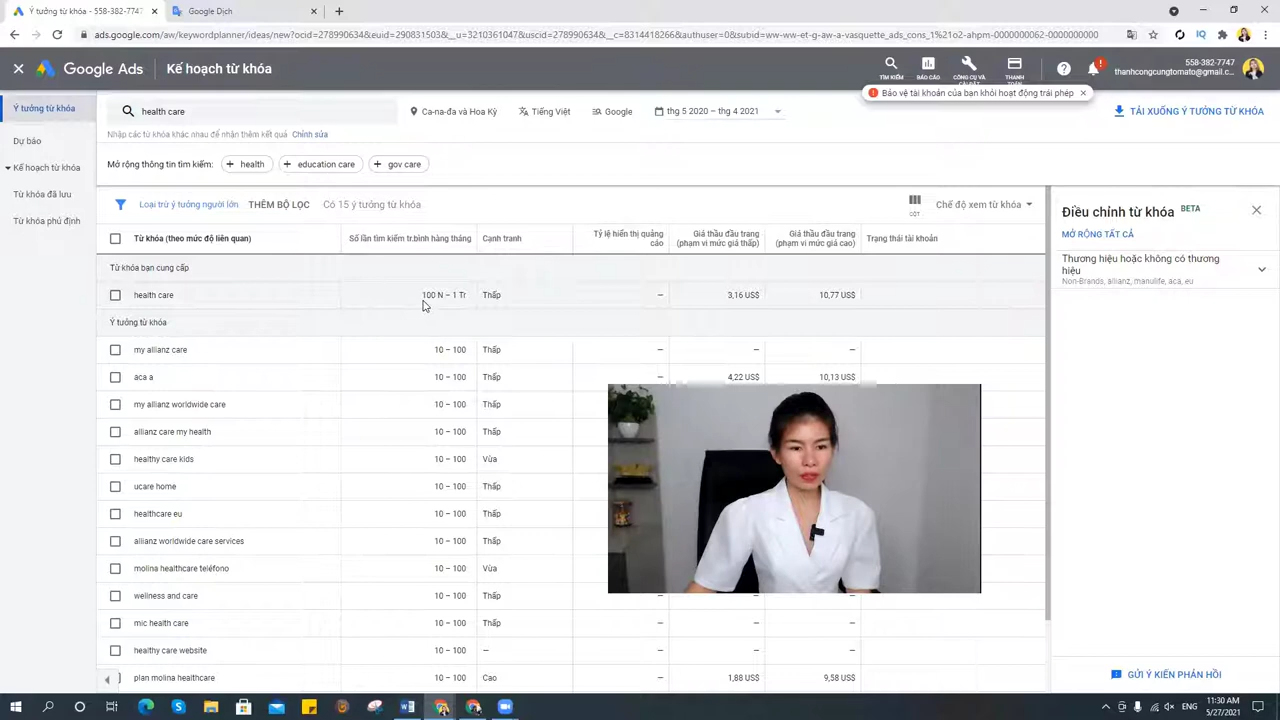 Ý tưởng từ khóa - 558-382-7747
Google Dịch
ads.google.com/aw/keywordplanner/ideas/new?ocid=278990634&euid=290831503&__u=3210361047&uscid=278990634&__c=8314418266&authuser=0&subid=ww-ww-et-g-aw-a-vasquette_ads_cons_1%21o2-ahpm-0000000062-0000000000
Google Ads
Kế hoạch từ khóa
TÌM KIẾM
BÁO CÁO
CÔNG CỤ VÀ
CÀI ĐẶT
THANH
TOÁN
558-382-7747
thanhcongcungtomato@gmail.c...
Bảo vệ tài khoản của bạn khỏi hoạt động trái phép
Ý tưởng từ khóa
Dự báo
Kế hoạch từ khóa
Từ khóa đã lưu
Từ khóa phủ định
health care
Ca-na-đa và Hoa Kỳ
Tiếng Việt
Google
thg 5 2020 – thg 4 2021
TẢI XUỐNG Ý TƯỞNG TỪ KHÓA
Nhập các từ khóa khác nhau để nhận thêm kết quả Chỉnh sửa
Mở rộng thông tin tìm kiếm:
health
education care
gov care
Loại trừ ý tưởng người lớn
THÊM BỘ LỌC
Có 15 ý tưởng từ khóa
CỘT
Chế độ xem từ khóa
Từ khóa (theo mức độ liên quan)
Số lần tìm kiếm tr.bình hàng tháng
Cạnh tranh
Tỷ lệ hiển thị quảng
cáo
Giá thầu đầu trang
(phạm vi mức giá thấp)
Giá thầu đầu trang
(phạm vi mức giá cao)
Trạng thái tài khoản
Từ khóa bạn cung cấp
health care 100 N – 1 Tr Thấp – 3,16 US$ 10,77 US$
Ý tưởng từ khóa
my allianz care 10 – 100 Thấp – – –
aca a 10 – 100 Thấp – 4,22 US$ 10,13 US$
my allianz worldwide care 10 – 100 Thấp
allianz care my health 10 – 100 Thấp
healthy care kids 10 – 100 Vừa
ucare home 10 – 100 Thấp
healthcare eu 10 – 100 Thấp
allianz worldwide care services 10 – 100 Thấp
molina healthcare teléfono 10 – 100 Vừa
wellness and care 10 – 100 Thấp – – –
mic health care 10 – 100 Thấp – – –
healthy care website 10 – 100 – – – –
plan molina healthcare 10 – 100 Cao – 1,88 US$ 9,58 US$
Điều chỉnh từ khóa BETA
MỞ RỘNG TẤT CẢ
Thương hiệu hoặc không có thương
hiệu
Non-Brands, allianz, manulife, aca, eu
GỬI Ý KIẾN PHẢN HỒI
11:30 AM
5/27/2021